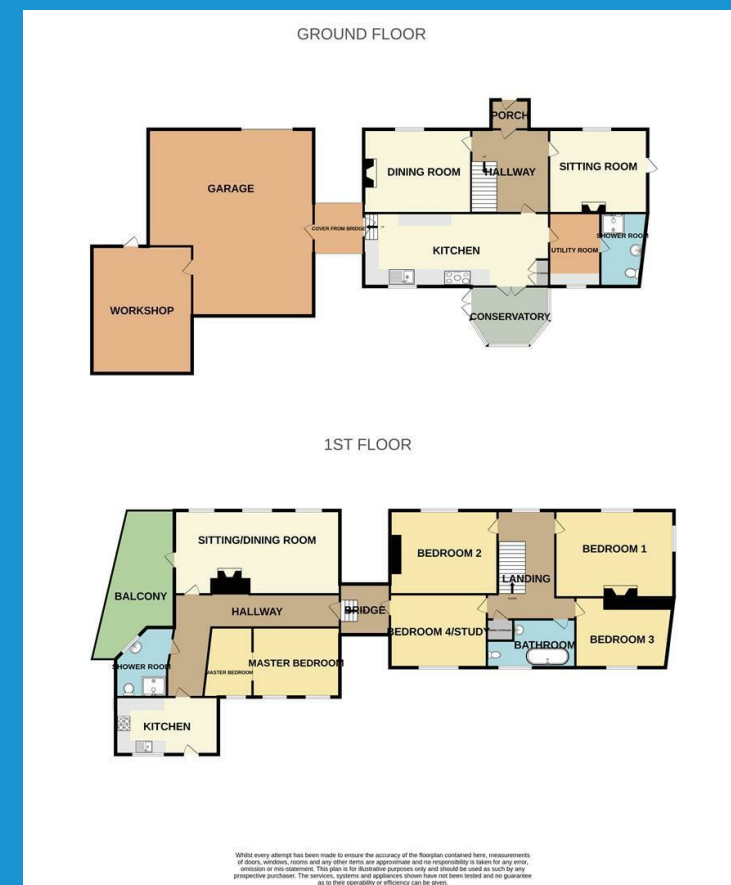 GROUND FLOOR
PORCH
DINING ROOM
HALLWAY
SITTING ROOM
GARAGE
COVER FROM BRIDGE
KITCHEN
UTILITY ROOM
SHOWER ROOM
WORKSHOP
CONSERVATORY
1ST FLOOR
SITTING/DINING ROOM
BALCONY
HALLWAY
BRIDGE
SHOWER ROOM
MASTER BEDROOM
MASTER BEDROOM
KITCHEN
BEDROOM 2
LANDING
BEDROOM 1
BEDROOM 4/STUDY
BATHROOM
BEDROOM 3
Whilst every attempt has been made to ensure the accuracy of the floorplan contained here, measurements
of doors, windows, rooms and any other items are approximate and no responsibility is taken for any error,
omission or mis-statement. This plan is for illustrative purposes only and should be used as such by any
prospective purchaser. The services, systems and appliances shown have not been tested and no guarantee
as to their operability or efficiency can be given.